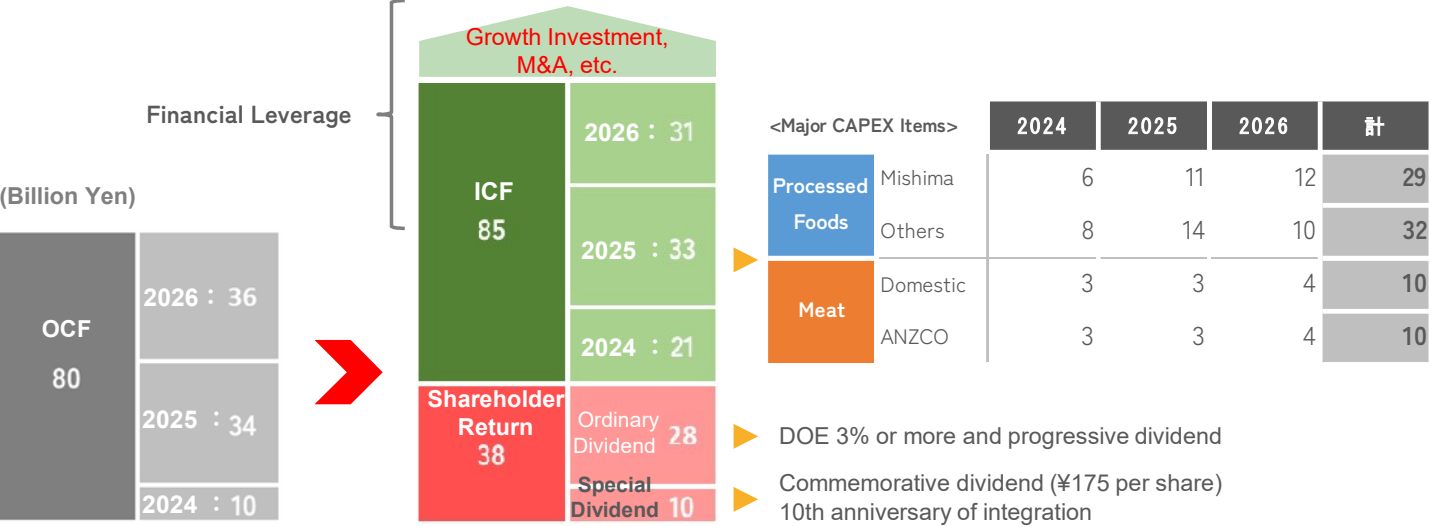 Growth Investment,
M&A, etc.
Financial Leverage
(Billion Yen)
OCF
80
2026 : 36
2025 : 34
2024 : 10
ICF
85
2026 : 31
2025 : 33
2024 : 21
Shareholder
Return
38
Ordinary
Dividend 28
Special
Dividend 10
<Major CAPEX Items> 2024 2025 2026 計
Processed
Foods
Mishima 6 11 12 29
Others 8 14 10 32
Meat
Domestic 3 3 4 10
ANZCO 3 3 4 10
DOE 3% or more and progressive dividend
Commemorative dividend (¥175 per share)
10th anniversary of integration